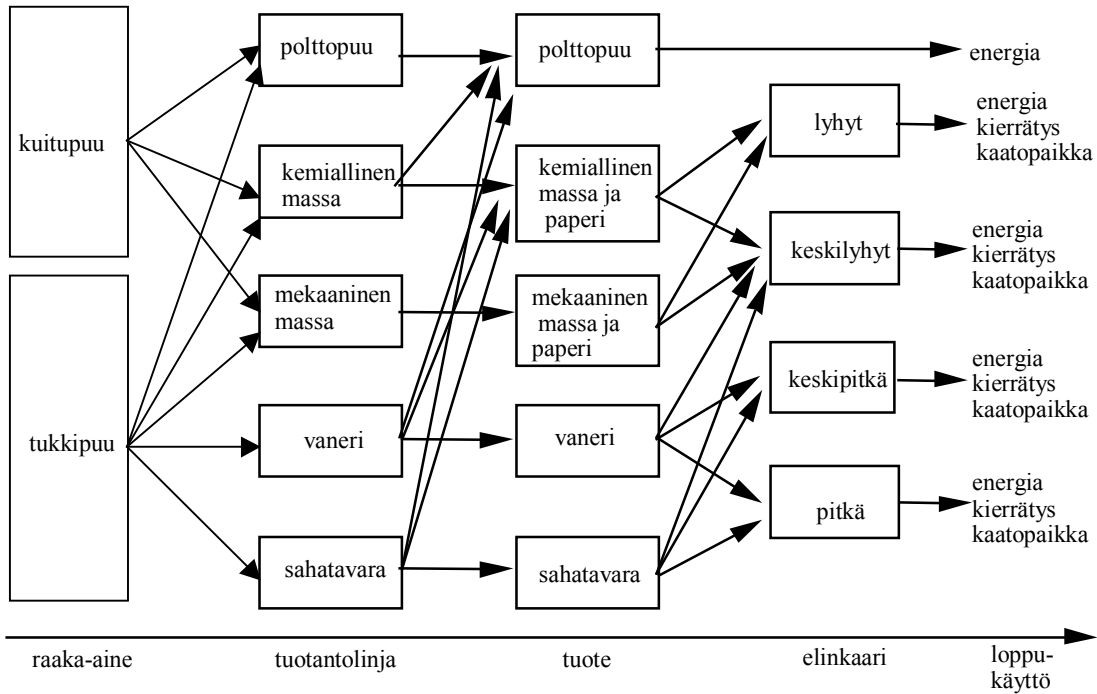 kuitupuu
tukkipuu
polttopuu
kemiallinen
massa
mekaaninen
massa
vaneri
sahatavara
polttopuu
kemiallinen
massa ja
paperi
mekaaninen
massa ja
paperi
vaneri
sahatavara
lyhyt
keskilyhyt
keskipitkä
pitkä
energia
energia
kierrätys
kaatopaikka
energia
kierrätys
kaatopaikka
energia
kierrätys
kaatopaikka
energia
kierrätys
kaatopaikka
raaka-aine
tuotantolinja
tuote
elinkaari
loppu-
käyttö